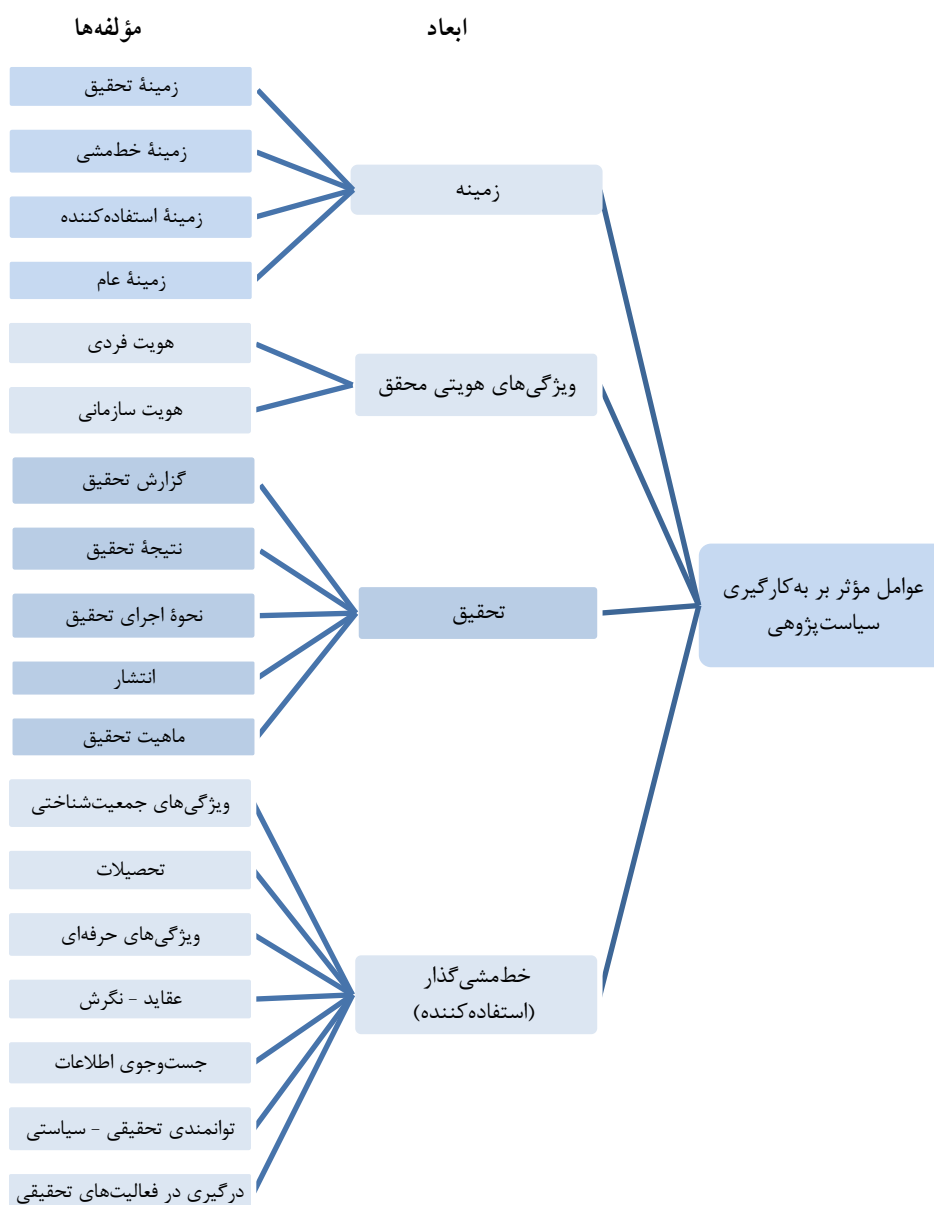 ابعاد
مؤلفه‌ها
عوامل مؤثر بر به‌کارگیری
سیاست‌پژوهی
زمینه
زمینهٔ تحقیق
زمینهٔ خط‌مشی
زمینهٔ استفاده‌کننده
زمینهٔ عام
ویژگی‌های هویتی محقق
هویت فردی
هویت سازمانی
تحقیق
گزارش تحقیق
نتیجهٔ تحقیق
نحوهٔ اجرای تحقیق
انتشار
ماهیت تحقیق
خط‌مشی‌گذار
(استفاده‌کننده)
ویژگی‌های جمعیت‌شناختی
تحصیلات
ویژگی‌های حرفه‌ای
عقاید - نگرش
جست‌وجوی اطلاعات
توانمندی تحقیقی - سیاستی
درگیری در فعالیت‌های تحقیقی